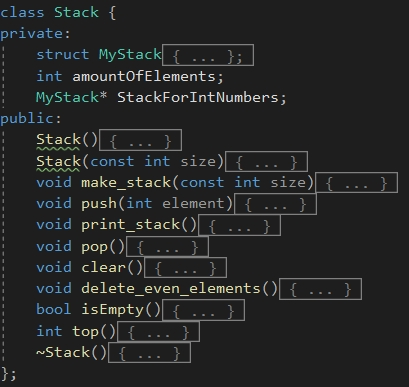 class Stack {
private:
    struct MyStack { ... };
    int amountOfElements;
    MyStack* StackForIntNumbers;
public:
    Stack() { ... }
    Stack(const int size) { ... }
    void make_stack(const int size) { ... }
    void push(int element) { ... }
    void print_stack() { ... }
    void pop() { ... }
    void clear() { ... }
    void delete_even_elements() { ... }
    bool isEmpty() { ... }
    int top() { ... }
    ~Stack() { ... }
};